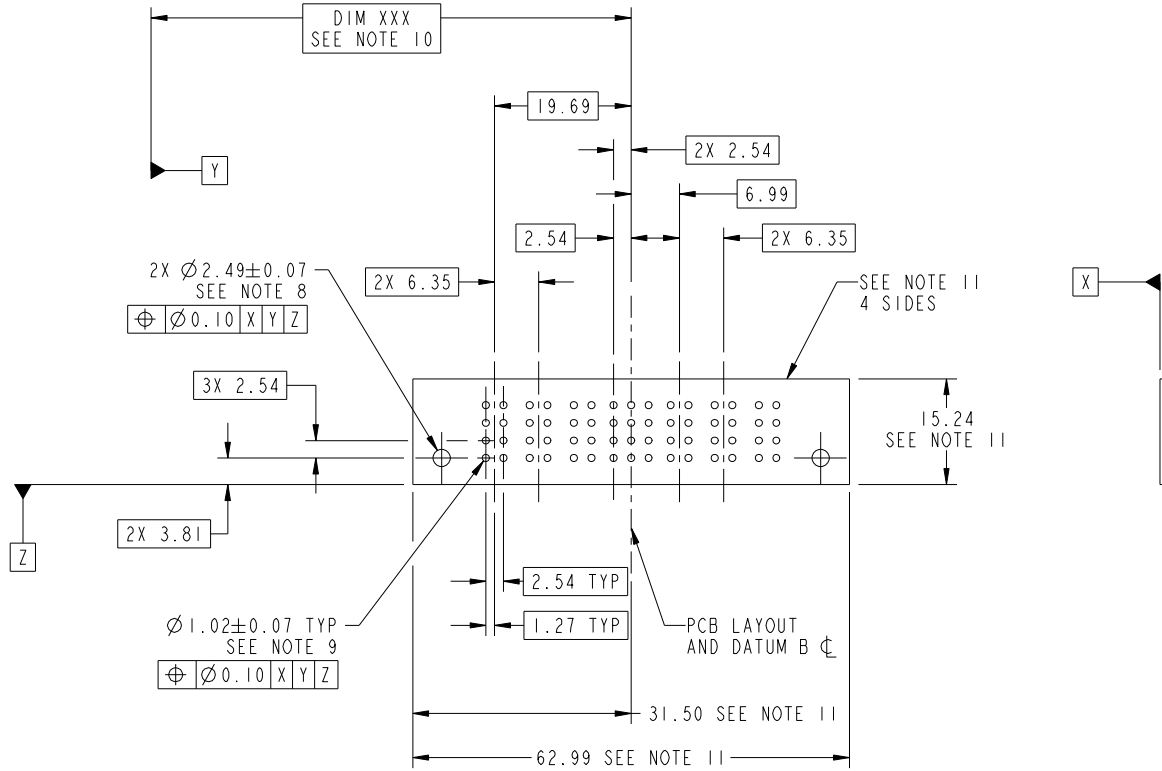 DIM XXX
SEE NOTE 10
19.69
2X 2.54
Y
6.99
2.54
2X 6.35
2X Ø2.49±0.07
SEE NOTE 8
2X 6.35
SEE NOTE 11
4 SIDES
X
⌖ Ø0.10 X Y Z
3X 2.54
15.24
SEE NOTE 11
2X 3.81
Z
2.54 TYP
Ø1.02±0.07 TYP
SEE NOTE 9
1.27 TYP
PCB LAYOUT
AND DATUM B ℄
⌖ Ø0.10 X Y Z
31.50 SEE NOTE 11
62.99 SEE NOTE 11